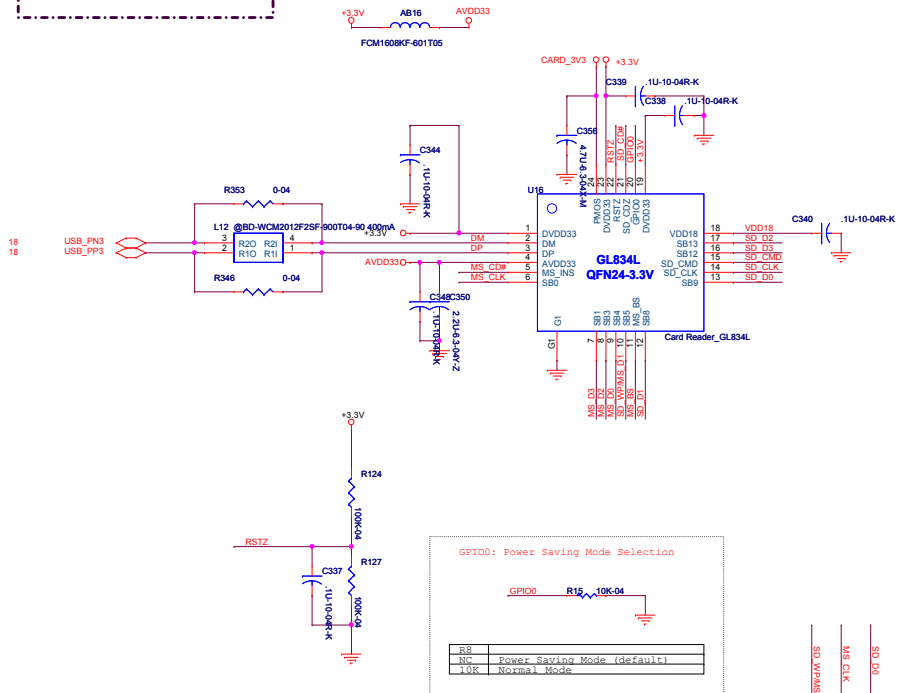 +3.3V
AB16
AVDD33
FCM1608KF-601T05
CARD_3V3
+3.3V
C339
.1U-10-04R-K
C338
.1U-10-04R-K
C356
4.7U-6.3-04X-M
RSTZ
SD_CD#
GPIO0
+3.3V
C344
.1U-10-04R-K
24
23
22
21
20
19
U16
PMOS
DVDD33
RSTZ
SD_CDZ
GPIO0
DVDD33
R353
0-04
L12
@BD-WCM2012F2SF-900T04-90 400mA
+3.3V
18
USB_PN3
3
R2O
R2I
4
18
USB_PP3
2
R1O
R1I
1
DM
DP
AVDD33
MS_CD#
MS_CLK
R346
0-04
1
DVDD33
2
DM
3
DP
4
AVDD33
5
MS_INS
6
SB0
GL834L
QFN24-3.3V
VDD18
18
VDD18
SB13
17
SD_D2
SB12
16
SD_D3
SD_CMD
15
SD_CMD
SD_CLK
14
SD_CLK
SB9
13
SD_D0
C340
.1U-10-04R-K
C348
C350
.1U-10-04R-K
2.2U-6.3-04Y-Z
G1
SB1
SB3
SB4
SB5
MS_BS
SB8
G1
7
8
9
10
11
12
Card Reader_GL834L
MS_D3
MS_D2
MS_D0
SD_WP/MS_D1
MS_BS
SD_D1
+3.3V
R124
100K-04
RSTZ
C337
.1U-10-04R-K
R127
100K-04
GPIO0: Power Saving Mode Selection
GPIO0
R15
10K-04
R8
NC
Power Saving Mode (default)
10K
Normal Mode
SD_WP/MS
MS_CLK
SD_D0